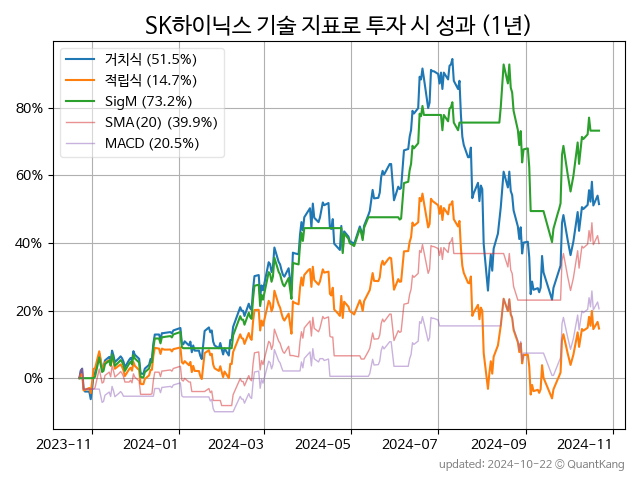 SK하이닉스 기술 지표로 투자 시 성과 (1년)
거치식 (51.5%)
적립식 (14.7%)
SigM (73.2%)
SMA(20) (39.9%)
MACD (20.5%)
80%
60%
40%
20%
0%
2023-11 2024-01 2024-03 2024-05 2024-07 2024-09 2024-11
updated: 2024-10-22 © QuantKang